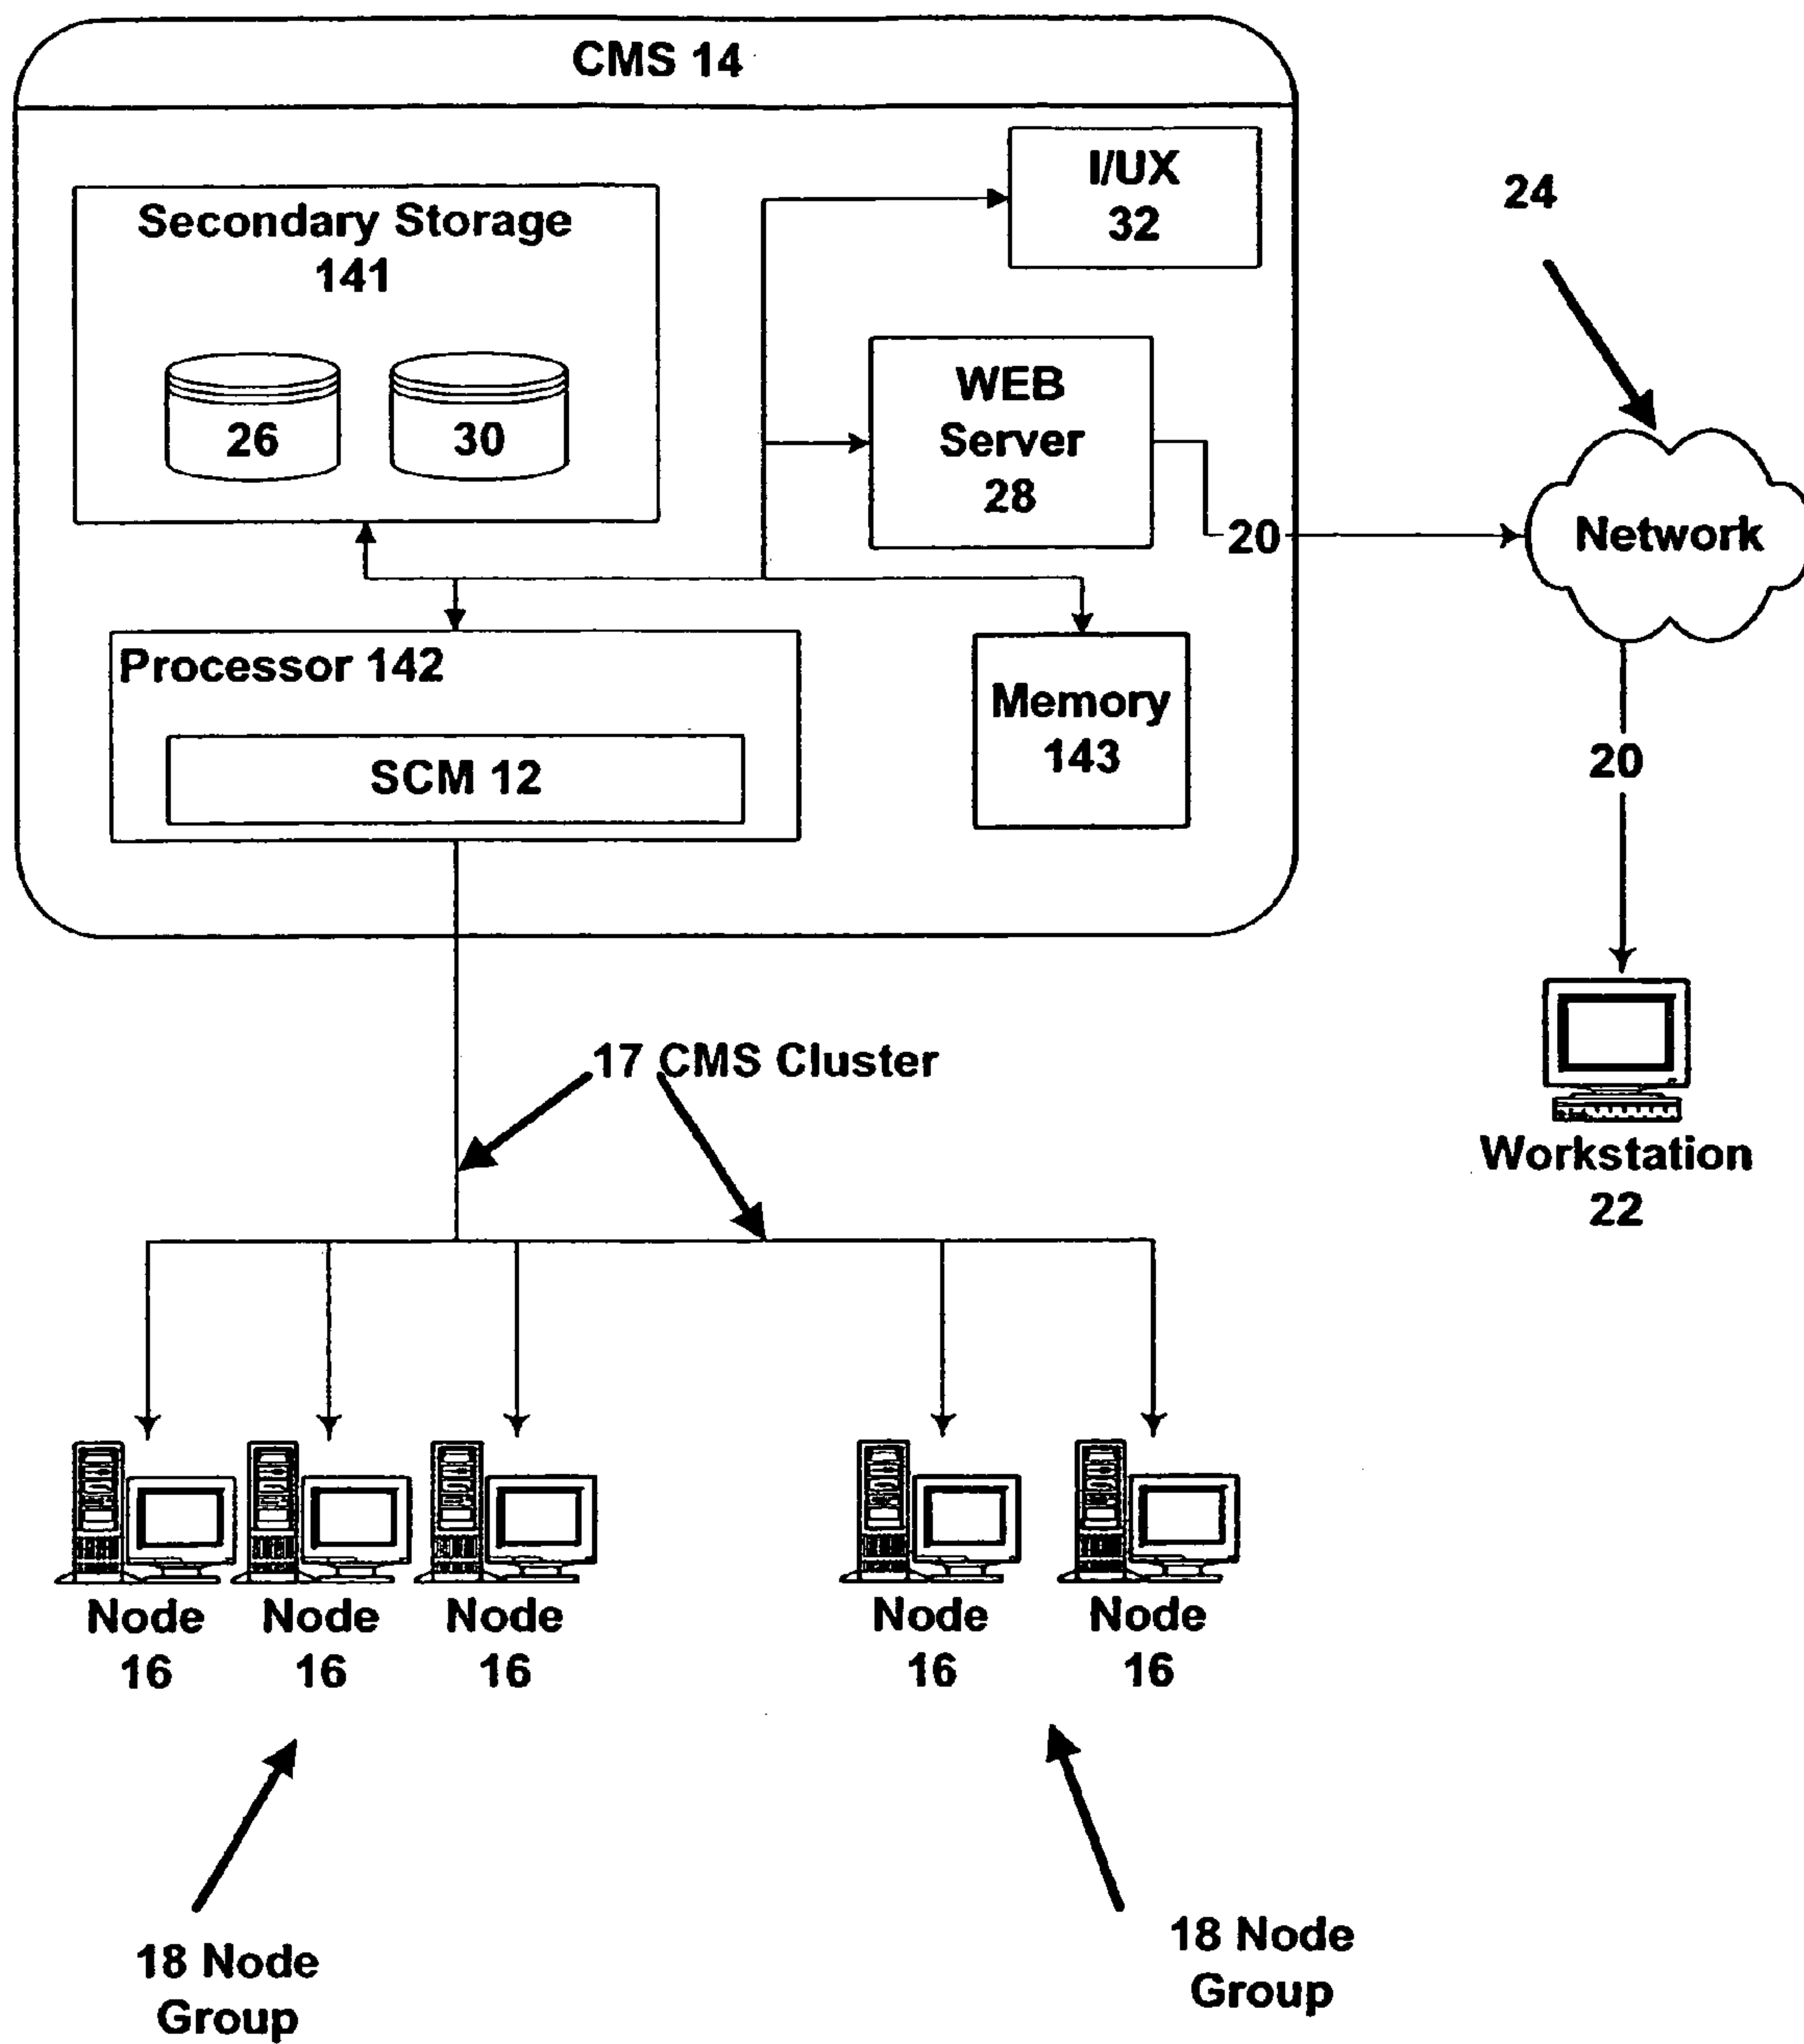 CMS 14
I/UX
32
24
Secondary Storage
141
26
30
WEB
Server
28
20
Network
Processor 142
SCM 12
Memory
143
20
17 CMS Cluster
Workstation
22
Node
16
Node
16
Node
16
Node
16
Node
16
18 Node
Group
18 Node
Group